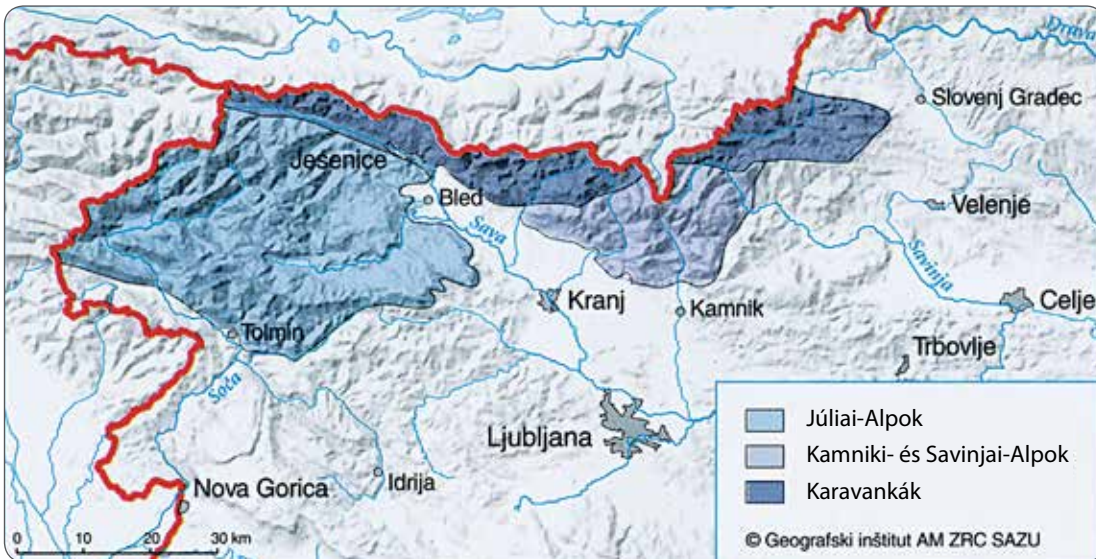 Drava
Slovenj Gradec
Jesenice
Bled
Velenje
Sava
Savinja
Kranj
Kamnik
Celje
Tolmin
Trbovlje
Soča
Ljubljana
Júliai-Alpok
Kamniki- és Savinjai-Alpok
Karavankák
Idrija
Nova Gorica
0 10 20 30 km
© Geografski inštitut AM ZRC SAZU